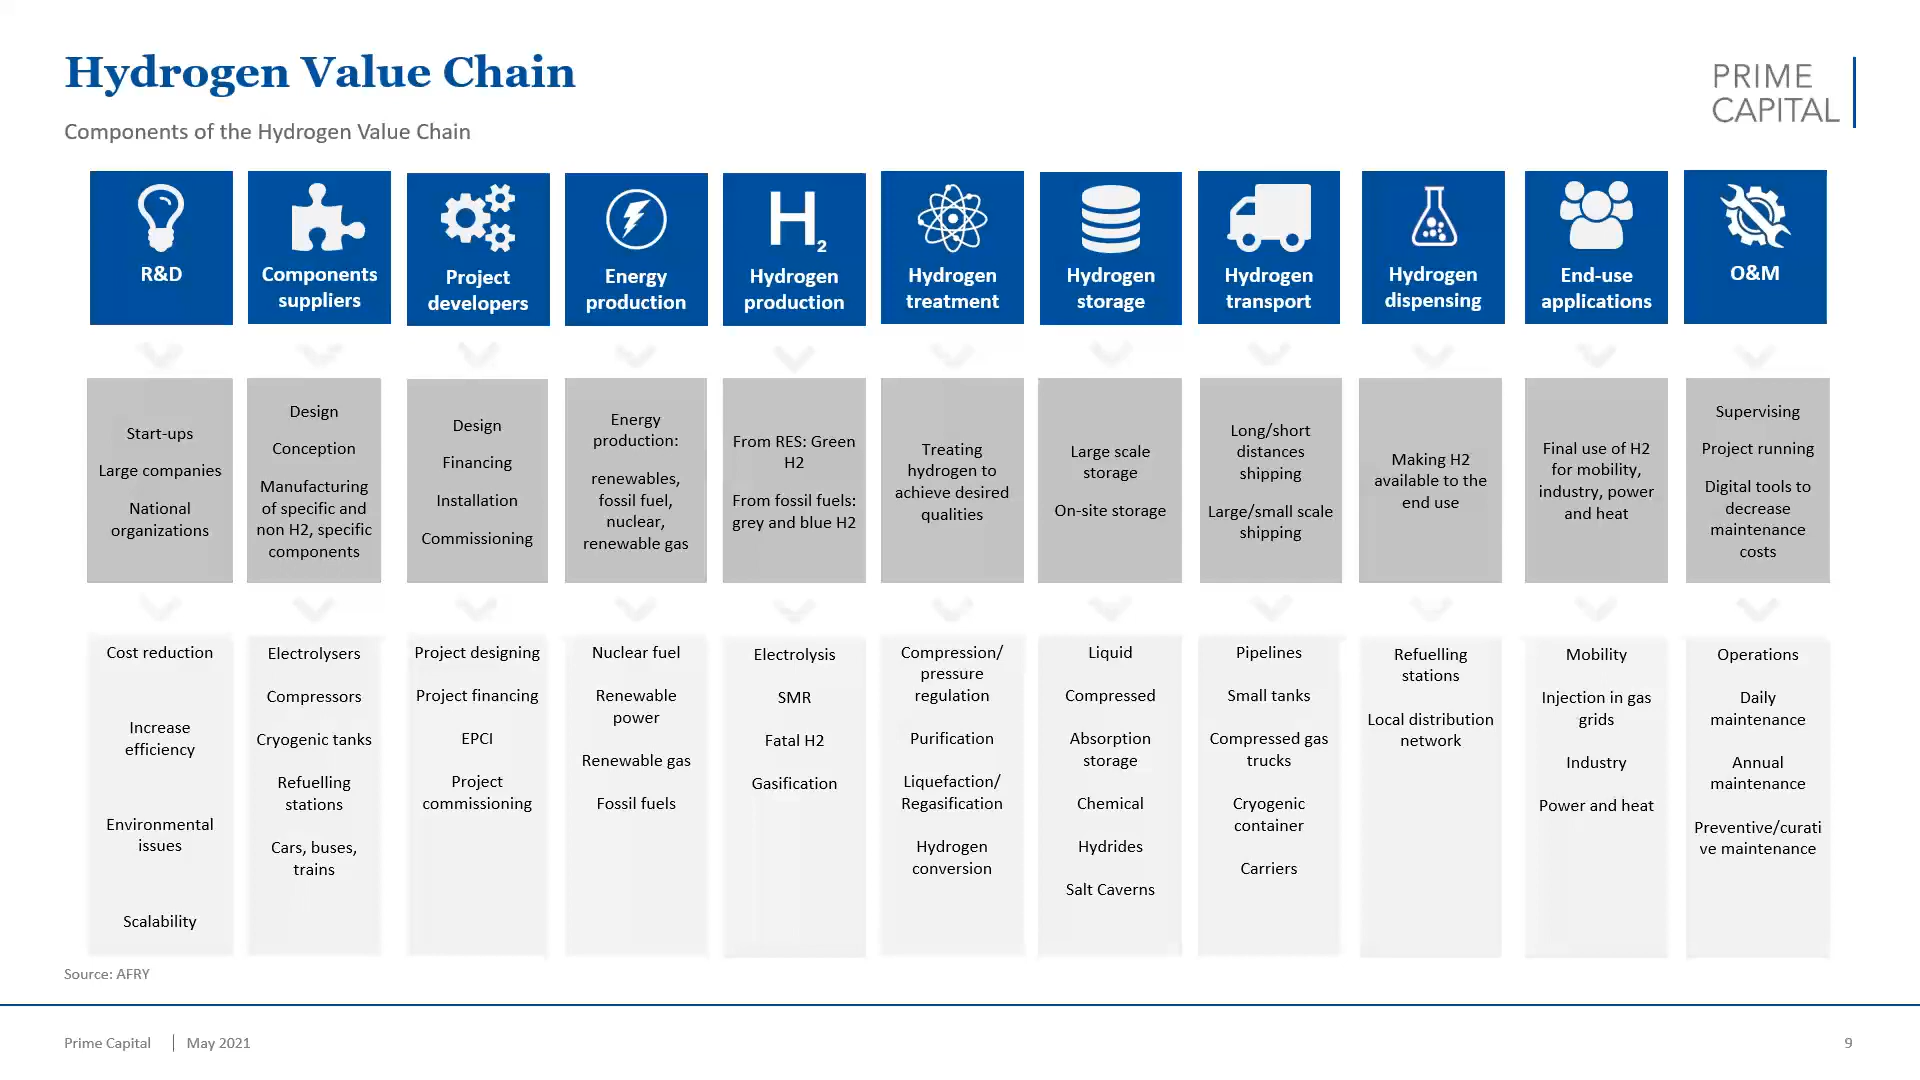 Hydrogen Value Chain
PRIME
CAPITAL
Components of the Hydrogen Value Chain
R&D
Components
suppliers
Project
developers
Energy
production
H2
Hydrogen
production
Hydrogen
treatment
Hydrogen
storage
Hydrogen
transport
Hydrogen
dispensing
End-use
applications
O&M
Start-ups
Large companies
National
organizations
Design
Conception
Manufacturing
of specific and
non H2, specific
components
Design
Financing
Installation
Commissioning
Energy
production:
renewables,
fossil fuel,
nuclear,
renewable gas
From RES: Green
H2
From fossil fuels:
grey and blue H2
Treating
hydrogen to
achieve desired
qualities
Large scale
storage
On-site storage
Long/short
distances
shipping
Large/small scale
shipping
Making H2
available to the
end use
Final use of H2
for mobility,
industry, power
and heat
Supervising
Project running
Digital tools to
decrease
maintenance
costs
Cost reduction
Increase
efficiency
Environmental
issues
Scalability
Electrolysers
Compressors
Cryogenic tanks
Refuelling
stations
Cars, buses,
trains
Project designing
Project financing
EPCI
Project
commissioning
Nuclear fuel
Renewable
power
Renewable gas
Fossil fuels
Electrolysis
SMR
Fatal H2
Gasification
Compression/
pressure
regulation
Purification
Liquefaction/
Regasification
Hydrogen
conversion
Liquid
Compressed
Absorption
storage
Chemical
Hydrides
Salt Caverns
Pipelines
Small tanks
Compressed gas
trucks
Cryogenic
container
Carriers
Refuelling
stations
Local distribution
network
Mobility
Injection in gas
grids
Industry
Power and heat
Operations
Daily
maintenance
Annual
maintenance
Preventive/curati
ve maintenance
Source: AFRY
Prime Capital | May 2021
9